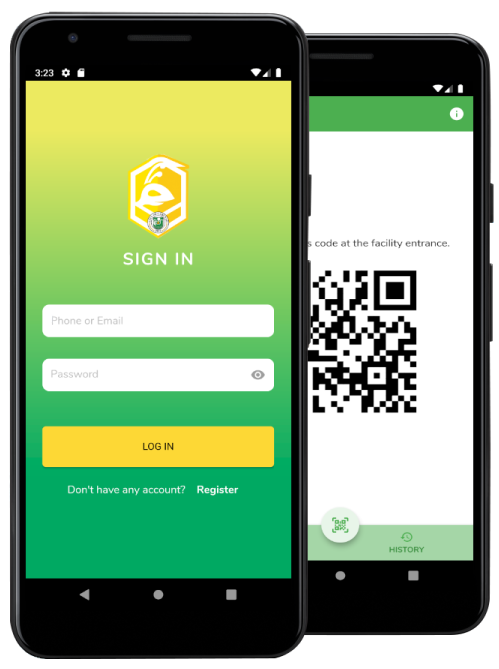 3:23
SIGN IN
Phone or Email
Password
LOG IN
Don't have any account? Register
code at the facility entrance.
HISTORY